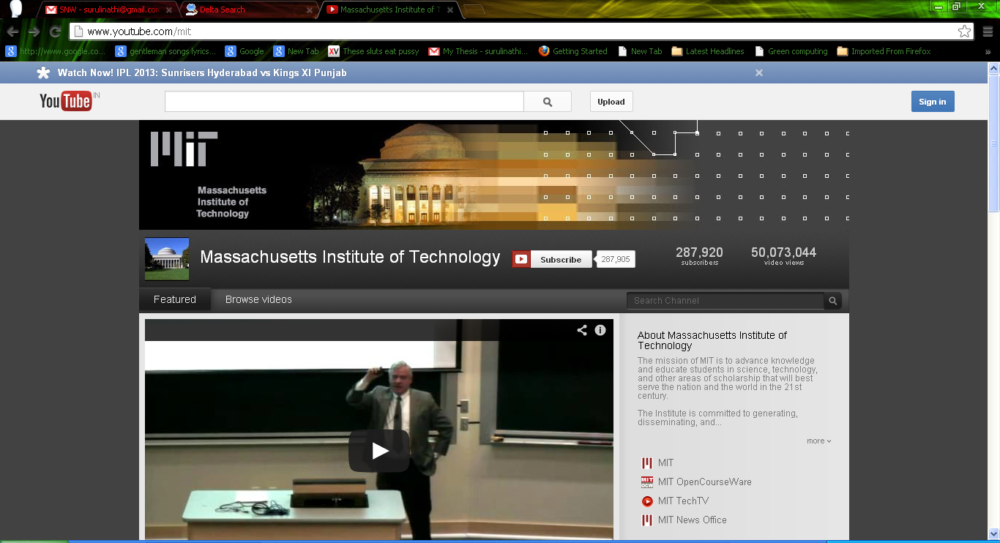 SNW - surulinathi@gmail.com
Delta Search
Massachusetts Institute of T
www.youtube.com/mit
http://www.google.co...
gentleman songs lyrics...
Google
New Tab
XV These sluts eat pussy
My Thesis - surulinathi...
Getting Started
New Tab
Latest Headlines
Green computing
Imported From Firefox
»
Watch Now! IPL 2013: Sunrisers Hyderabad vs Kings XI Punjab
YouTube IN
Upload
Sign in
MIT
Massachusetts
Institute of
Technology
Massachusetts Institute of Technology
Subscribe
287,905
287,920
subscribers
50,073,044
video views
Featured
Browse videos
Search Channel
About Massachusetts Institute of
Technology
The mission of MIT is to advance knowledge
and educate students in science, technology,
and other areas of scholarship that will best
serve the nation and the world in the 21st
century.
The Institute is committed to generating,
disseminating, and...
more
MIT
MIT OCW MIT OpenCourseWare
MIT TechTV
MIT News Office